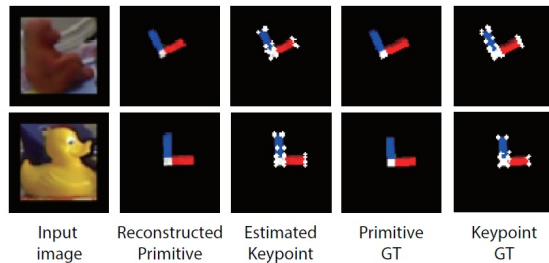 Input image
Reconstructed Primitive
Estimated Keypoint
Primitive GT
Keypoint GT